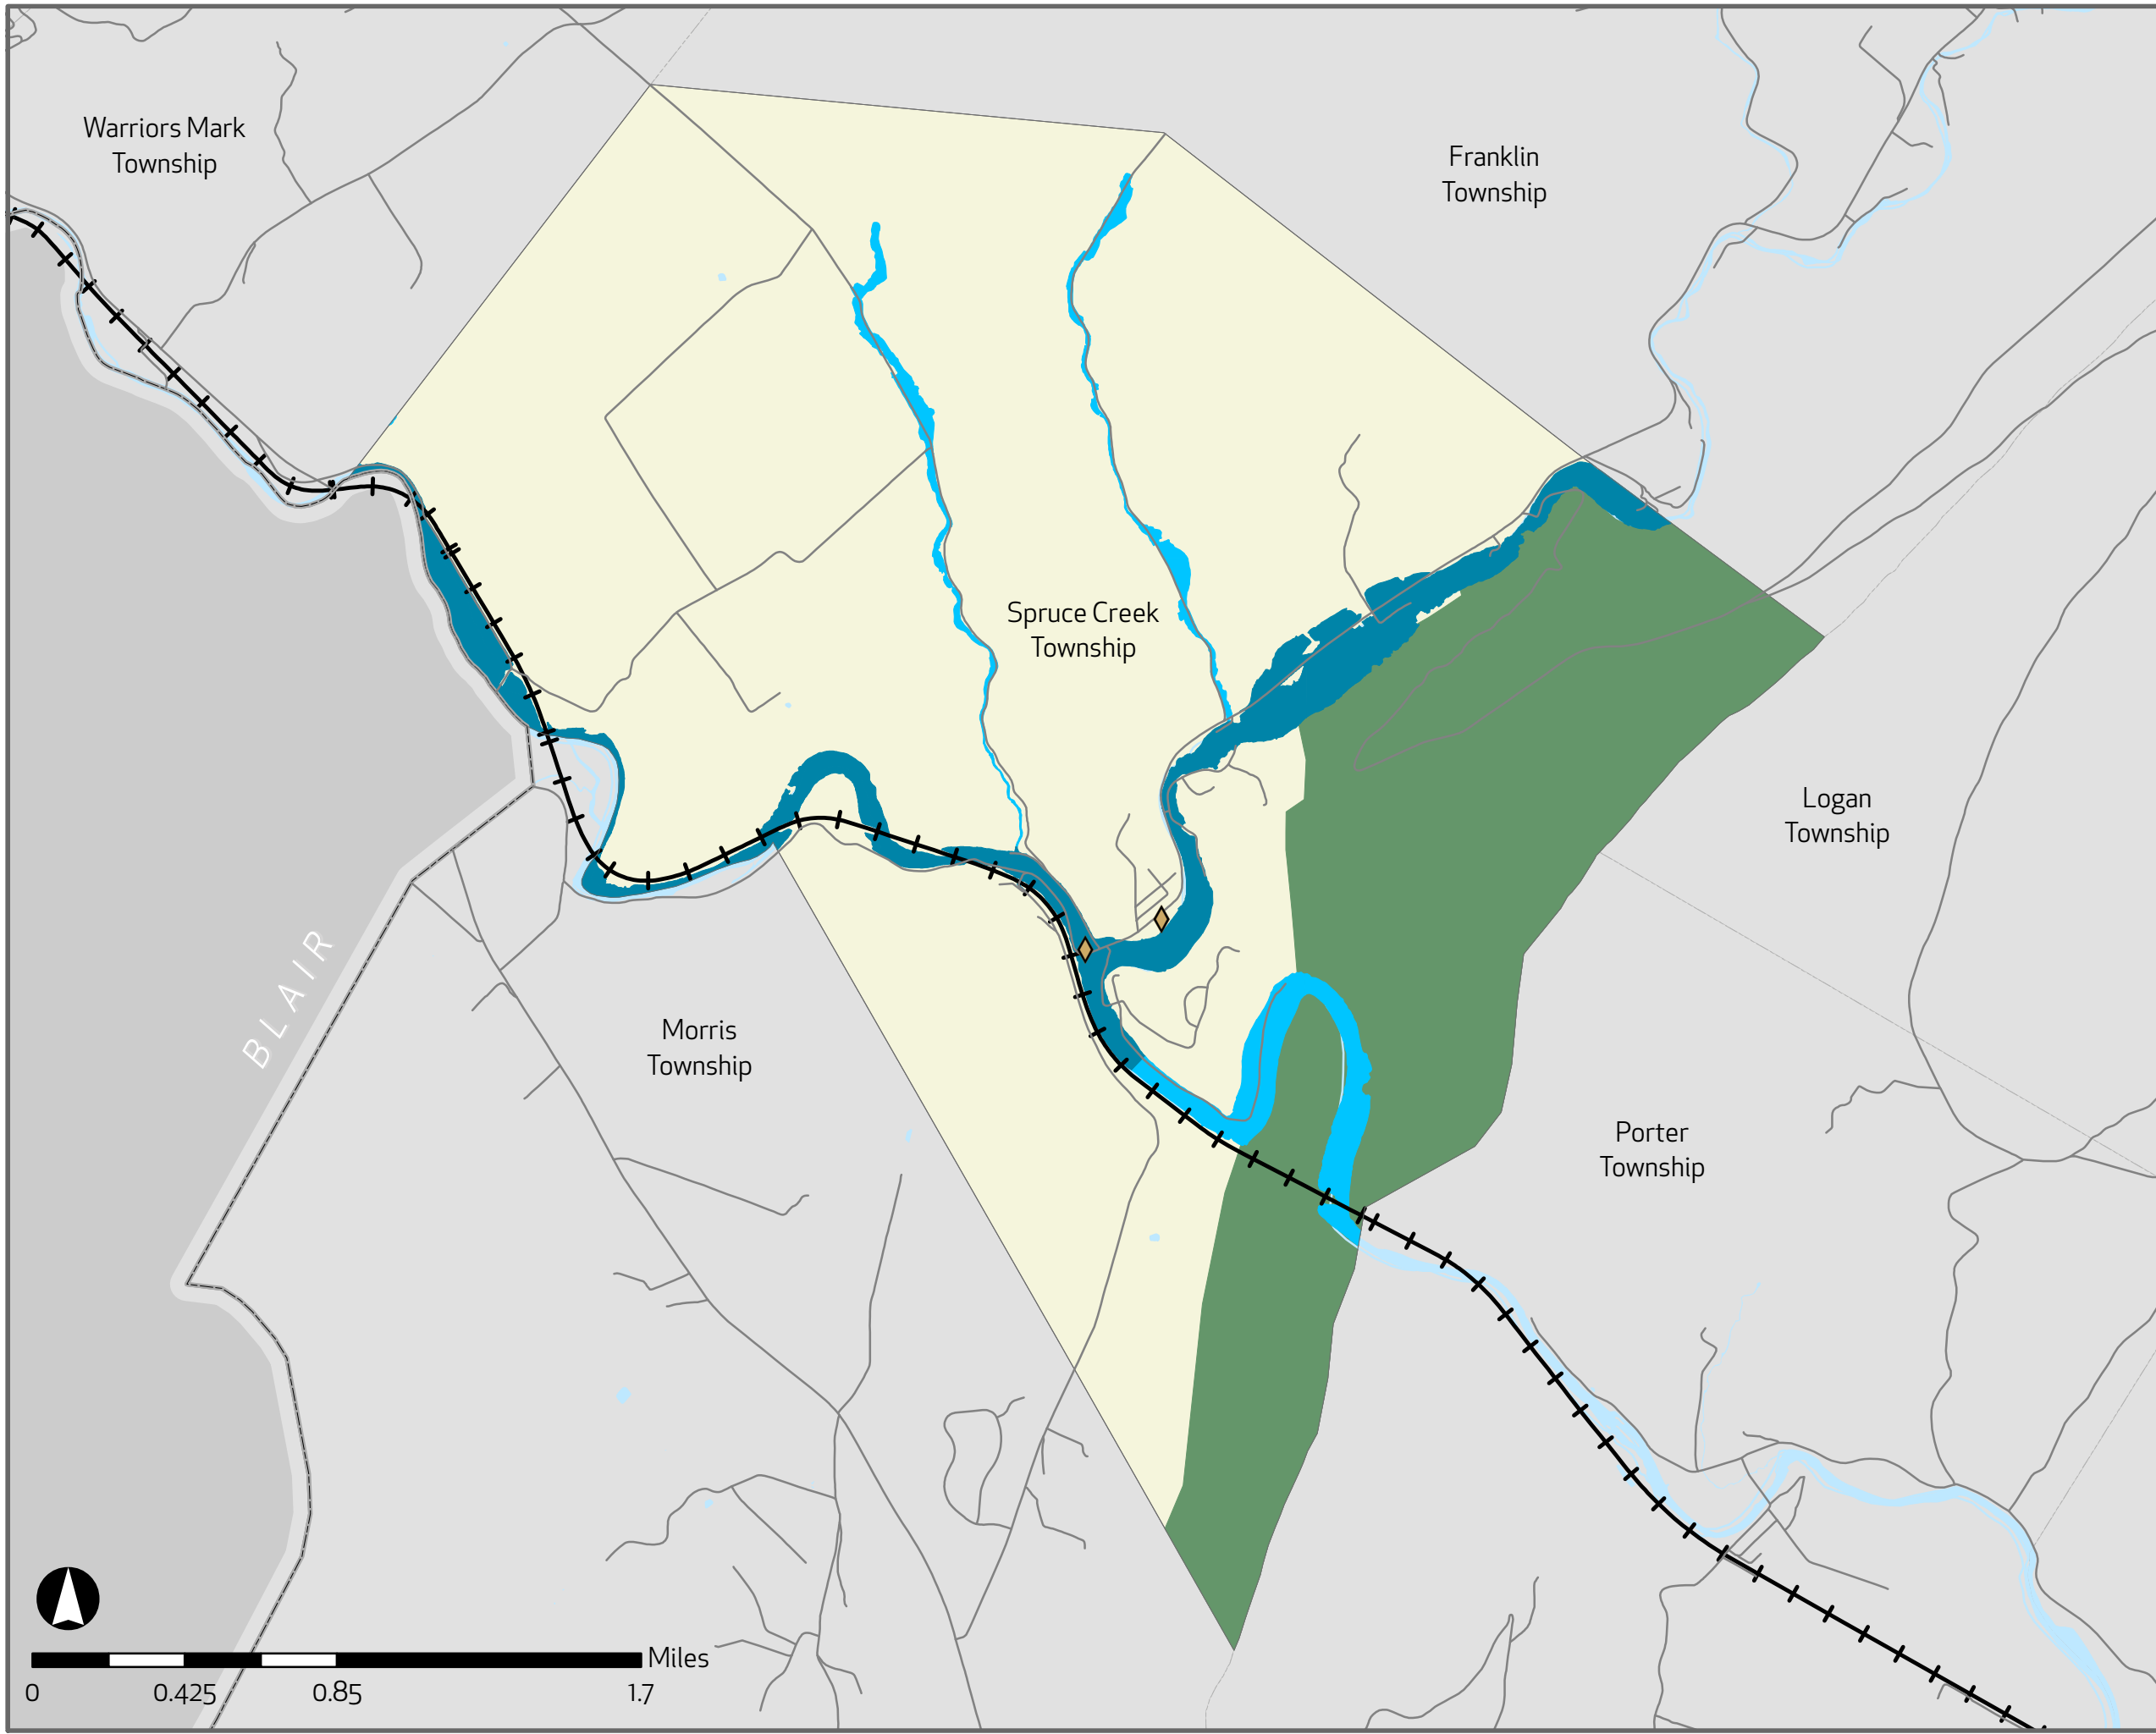 Warriors Mark
Township
Franklin
Township
Spruce Creek
Township
Logan
Township
BLAIR
Morris
Township
Porter
Township
Miles
0 0.425 0.85 1.7